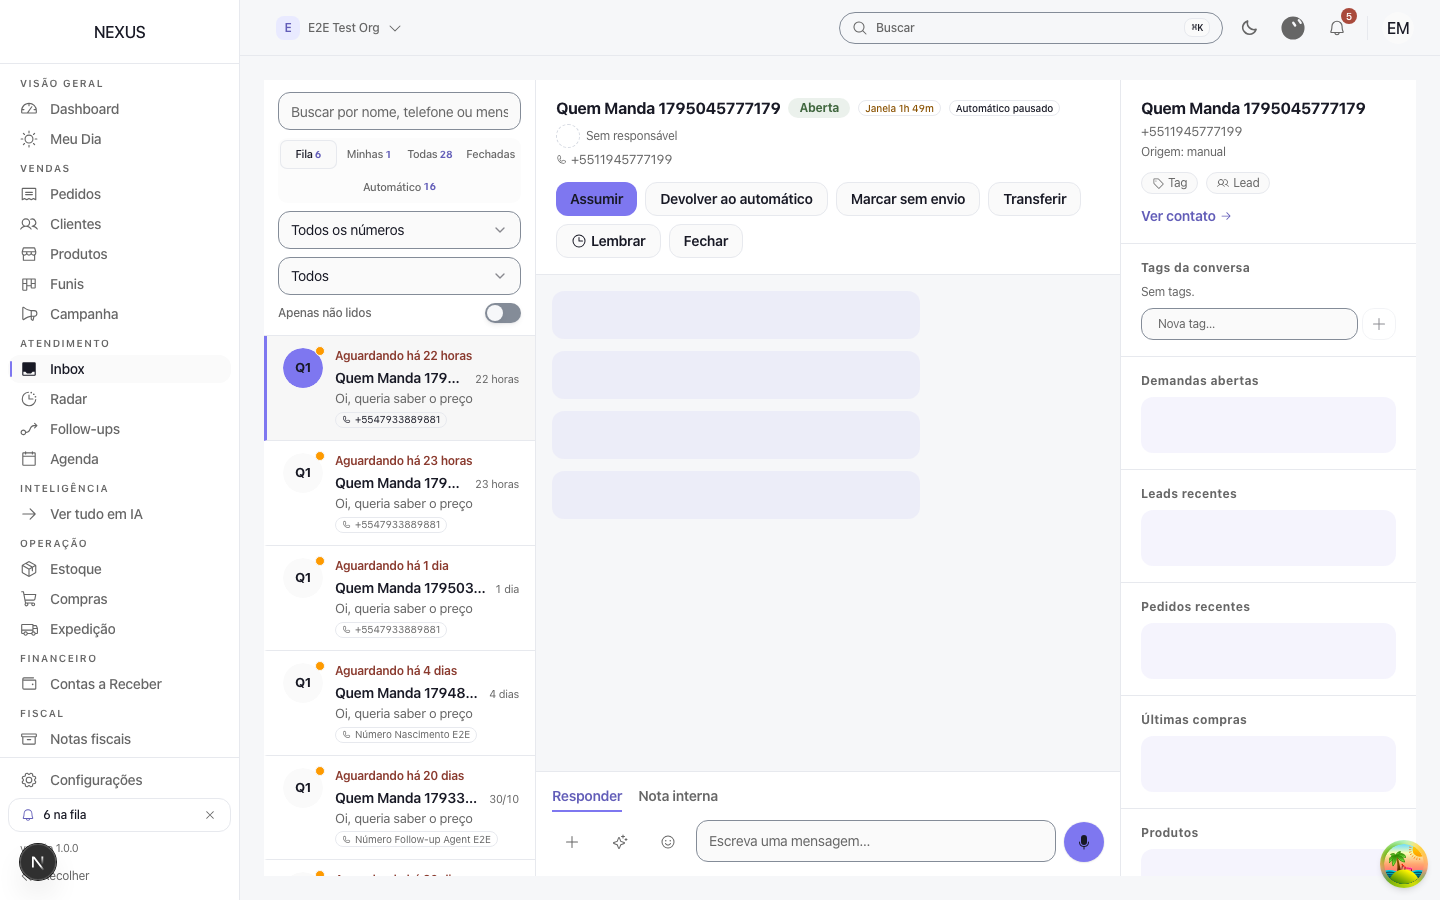 NEXUS
VISÃO GERAL
Dashboard
Meu Dia
VENDAS
Pedidos
Clientes
Produtos
Funis
Campanha
ATENDIMENTO
Inbox
Radar
Follow-ups
Agenda
INTELIGÊNCIA
Ver tudo em IA
OPERAÇÃO
Estoque
Compras
Expedição
FINANCEIRO
Contas a Receber
FISCAL
Notas fiscais
Configurações
6 na fila
1.0.0
E E2E Test Org
Buscar ⌘K
5
EM
Buscar por nome, telefone ou mens
Fila 6 Minhas 1 Todas 28 Fechadas
Automático 16
Todos os números
Todos
Apenas não lidos
Q1
Aguardando há 22 horas
Quem Manda 179... 22 horas
Oi, queria saber o preço
+5547933889881
Q1
Aguardando há 23 horas
Quem Manda 179... 23 horas
Oi, queria saber o preço
+5547933889881
Q1
Aguardando há 1 dia
Quem Manda 179503... 1 dia
Oi, queria saber o preço
+5547933889881
Q1
Aguardando há 4 dias
Quem Manda 17948... 4 dias
Oi, queria saber o preço
Número Nascimento E2E
Q1
Aguardando há 20 dias
Quem Manda 17933... 30/10
Oi, queria saber o preço
Número Follow-up Agent E2E
Quem Manda 1795045777179 Aberta Janela 1h 49m Automático pausado
Sem responsável
+5511945777199
Assumir Devolver ao automático Marcar sem envio Transferir
Lembrar Fechar
Responder Nota interna
Escreva uma mensagem...
Quem Manda 1795045777179
+5511945777199
Origem: manual
Tag Lead
Ver contato →
Tags da conversa
Sem tags.
Nova tag...
Demandas abertas
Leads recentes
Pedidos recentes
Últimas compras
Produtos